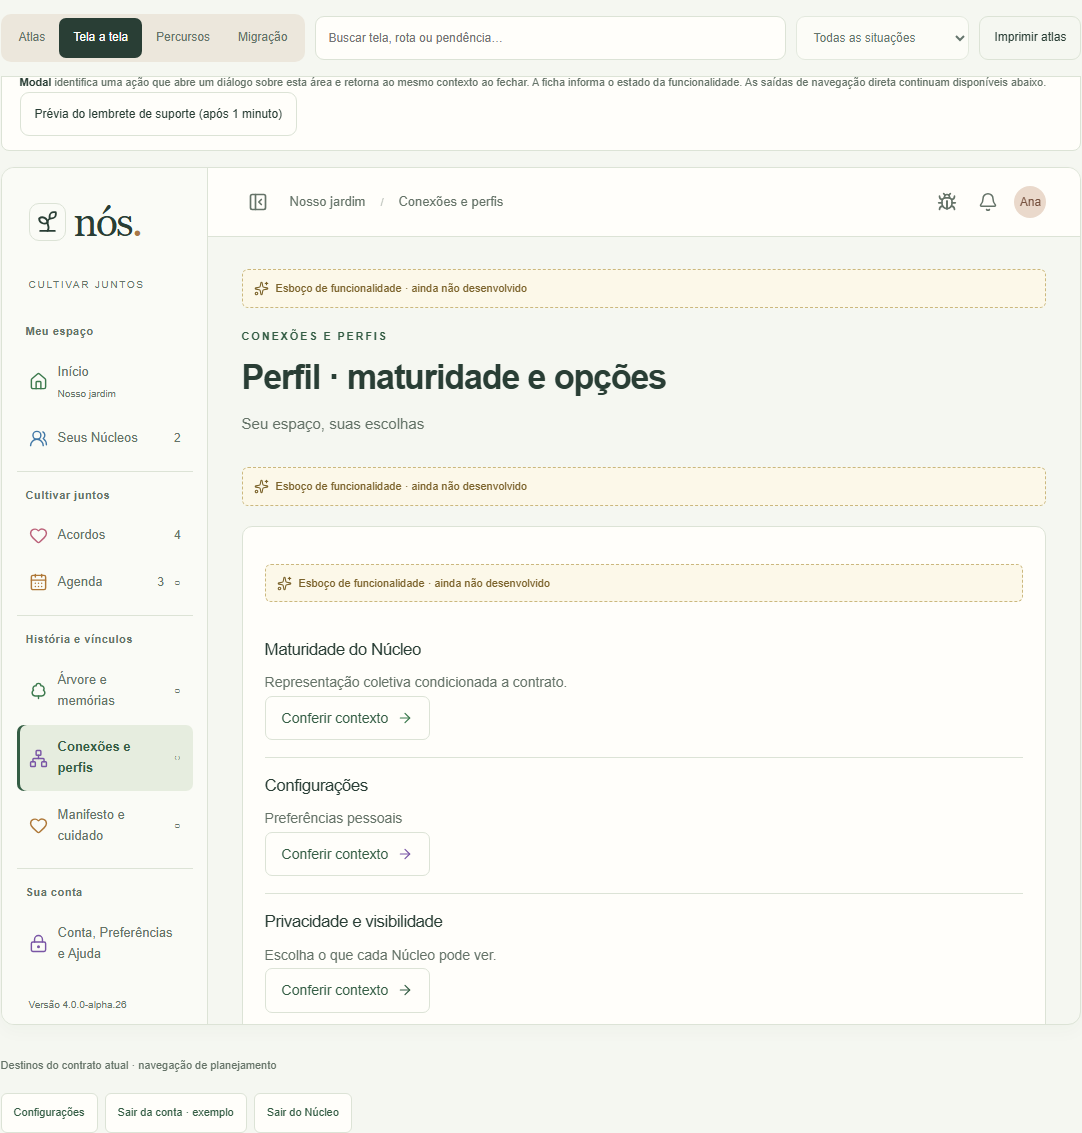 Atlas
Tela a tela
Percursos
Migração
Buscar tela, rota ou pendência...
Todas as situações
Imprimir atlas
Modal identifica uma ação que abre um diálogo sobre esta área e retorna ao mesmo contexto ao fechar. A ficha informa o estado da funcionalidade. As saídas de navegação direta continuam disponíveis abaixo.
Prévia do lembrete de suporte (após 1 minuto)
nós.
CULTIVAR JUNTOS
Meu espaço
Início
Nosso jardim
Seus Núcleos 2
Cultivar juntos
Acordos 4
Agenda 3
História e vínculos
Árvore e
memórias
Conexões e
perfis
Manifesto e
cuidado
Sua conta
Conta, Preferências
e Ajuda
Versão 4.0.0-alpha.26
Nosso jardim / Conexões e perfis
Ana
Esboço de funcionalidade · ainda não desenvolvido
CONEXÕES E PERFIS
Perfil · maturidade e opções
Seu espaço, suas escolhas
Esboço de funcionalidade · ainda não desenvolvido
Esboço de funcionalidade · ainda não desenvolvido
Maturidade do Núcleo
Representação coletiva condicionada a contrato.
Conferir contexto
Configurações
Preferências pessoais
Conferir contexto
Privacidade e visibilidade
Escolha o que cada Núcleo pode ver.
Conferir contexto
Destinos do contrato atual · navegação de planejamento
Configurações
Sair da conta · exemplo
Sair do Núcleo